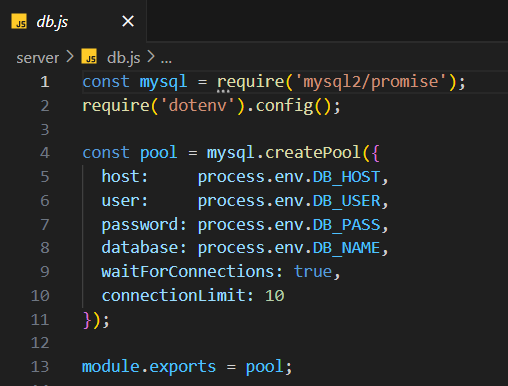 JS db.js ×
server > JS db.js > ...
1 const mysql = require('mysql2/promise');
2 require('dotenv').config();
3
4 const pool = mysql.createPool({
5   host:     process.env.DB_HOST,
6   user:     process.env.DB_USER,
7   password: process.env.DB_PASS,
8   database: process.env.DB_NAME,
9   waitForConnections: true,
10   connectionLimit: 10
11 });
12
13 module.exports = pool;